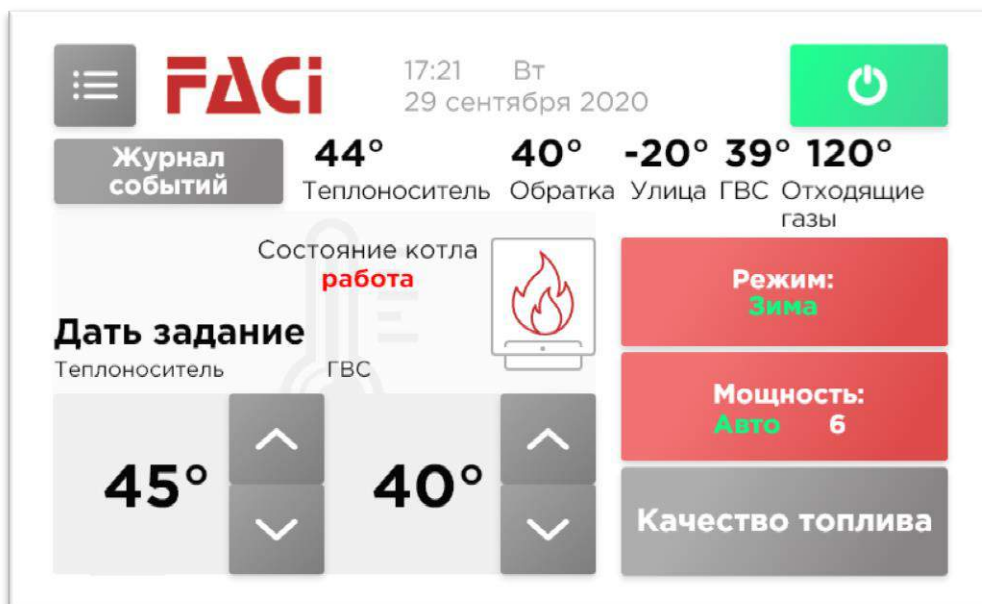 FACi
17:21 Вт
29 сентября 2020
Журнал
событий
44° 40° -20° 39° 120°
Теплоноситель Обратка Улица ГВС Отходящие
газы
Состояние котла
работа
Режим:
Зима
Дать задание
Теплоноситель ГВС
Мощность:
Авто 6
45° 40°
Качество топлива